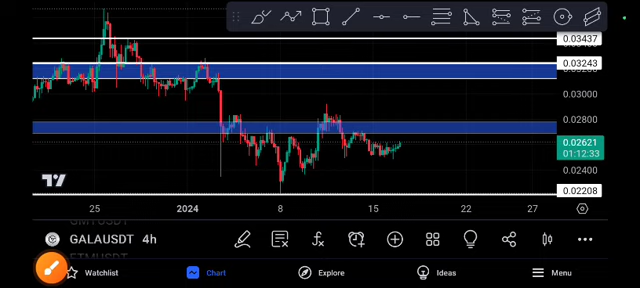 0.03437
0.03243
0.03000
0.02800
0.02621
01:12:33
0.02400
0.02208
25
2024
8
15
22
27
GALAUSDT 4h
Watchlist
Chart
Explore
Ideas
Menu